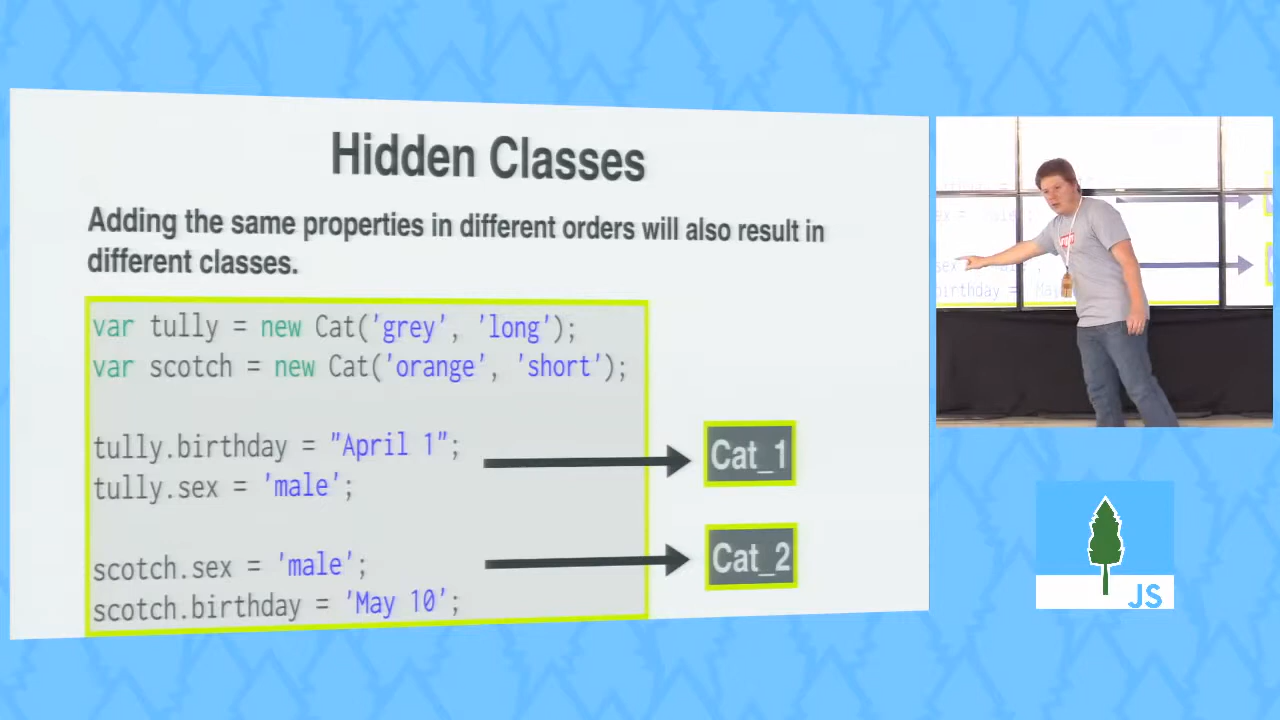 Hidden Classes
Adding the same properties in different orders will also result in
different classes.
var tully = new Cat('grey', 'long');
var scotch = new Cat('orange', 'short');
tully.birthday = "April 1";
tully.sex = 'male';
scotch.sex = 'male';
scotch.birthday = 'May 10';
Cat_1
Cat_2
JS